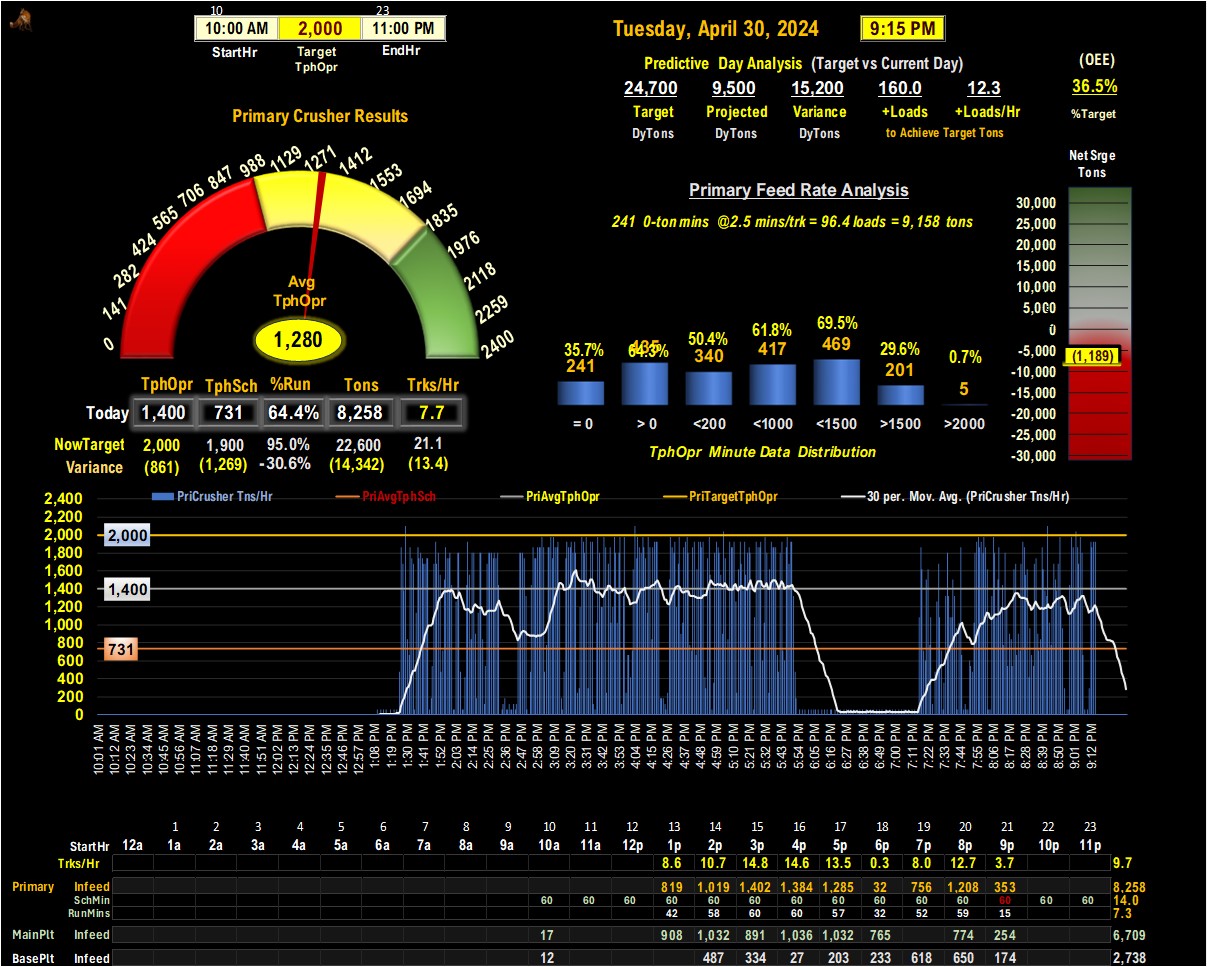 10 23
10:00 AM 2,000 11:00 PM
StartHr Target TphOpr EndHr
Tuesday, April 30, 2024 9:15 PM
Predictive Day Analysis (Target vs Current Day)
24,700 9,500 15,200 160.0 12.3
Target Projected Variance +Loads +Loads/Hr
DyTons DyTons DyTons to Achieve Target Tons
(OEE)
36.5%
%Target
Primary Crusher Results
0 141 282 424 565 706 847 988 1129 1271 1412 1553 1694 1835 1976 2118 2259 2400
Avg
TphOpr
1,280
TphOpr TphSch %Run Tons Trks/Hr
Today 1,400 731 64.4% 8,258 7.7
NowTarget 2,000 1,900 95.0% 22,600 21.1
Variance (861) (1,269) -30.6% (14,342) (13.4)
Primary Feed Rate Analysis
241 0-ton mins @2.5 mins/trk = 96.4 loads = 9,158 tons
35.7% 64.3% 50.4% 61.8% 69.5% 29.6% 0.7%
241 435 340 417 469 201 5
= 0 > 0 <200 <1000 <1500 >1500 >2000
TphOpr Minute Data Distribution
Net Srge
Tons
30,000
25,000
20,000
15,000
10,000
5,000
0
-5,000
(1,189)
-10,000
-15,000
-20,000
-25,000
-30,000
PriCrusher Tns/Hr PriAvgTphSch PriAvgTphOpr PriTargetTphOpr 30 per. Mov. Avg. (PriCrusher Tns/Hr)
2,400
2,200
2,000 2,000
1,800
1,600
1,400 1,400
1,200
1,000
800
731
600
400
200
0
10:01 AM 10:12 AM 10:23 AM 10:34 AM 10:45 AM 10:56 AM 11:07 AM 11:18 AM 11:29 AM 11:40 AM 11:51 AM 12:02 PM 12:13 PM 12:24 PM 12:35 PM 12:46 PM 12:57 PM 1:08 PM 1:19 PM 1:30 PM 1:41 PM 1:52 PM 2:03 PM 2:14 PM 2:25 PM 2:36 PM 2:47 PM 2:58 PM 3:09 PM 3:20 PM 3:31 PM 3:42 PM 3:53 PM 4:04 PM 4:15 PM 4:26 PM 4:37 PM 4:48 PM 4:59 PM 5:10 PM 5:21 PM 5:32 PM 5:43 PM 5:54 PM 6:05 PM 6:16 PM 6:27 PM 6:38 PM 6:49 PM 7:00 PM 7:11 PM 7:22 PM 7:33 PM 7:44 PM 7:55 PM 8:06 PM 8:17 PM 8:28 PM 8:39 PM 8:50 PM 9:01 PM 9:12 PM
1 2 3 4 5 6 7 8 9 10 11 12 13 14 15 16 17 18 19 20 21 22 23
StartHr 12a 1a 2a 3a 4a 5a 6a 7a 8a 9a 10a 11a 12p 1p 2p 3p 4p 5p 6p 7p 8p 9p 10p 11p
Trks/Hr 8.6 10.7 14.8 14.6 13.5 0.3 8.0 12.7 3.7 9.7
Primary Infeed 819 1,019 1,402 1,384 1,285 32 756 1,208 353 8,258
SchMin 60 60 60 60 60 60 60 60 60 60 60 60 60 60 14.0
RunMins 42 58 60 60 57 32 52 59 15 7.3
MainPlt Infeed 17 908 1,032 891 1,036 1,032 765 774 254 6,709
BasePlt Infeed 12 487 334 27 203 233 618 650 174 2,738